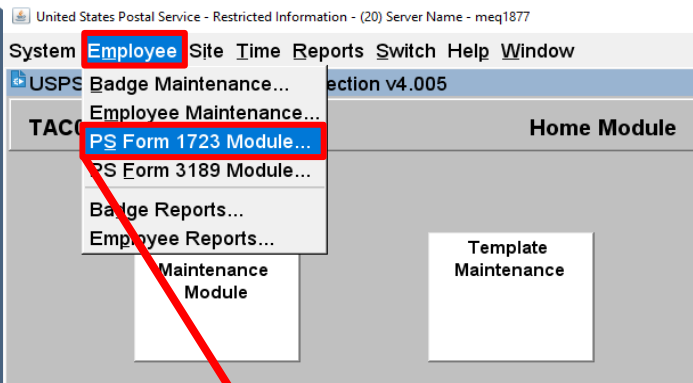 United States Postal Service - Restricted Information - (20) Server Name - meq1877
System Employee Site Time Reports Switch Help Window
USPS ection v4.005
Badge Maintenance...
Employee Maintenance...
TAC Home Module
PS Form 1723 Module...
PS Form 3189 Module...
Badge Reports...
Employee Reports...
Maintenance
Module
Template
Maintenance